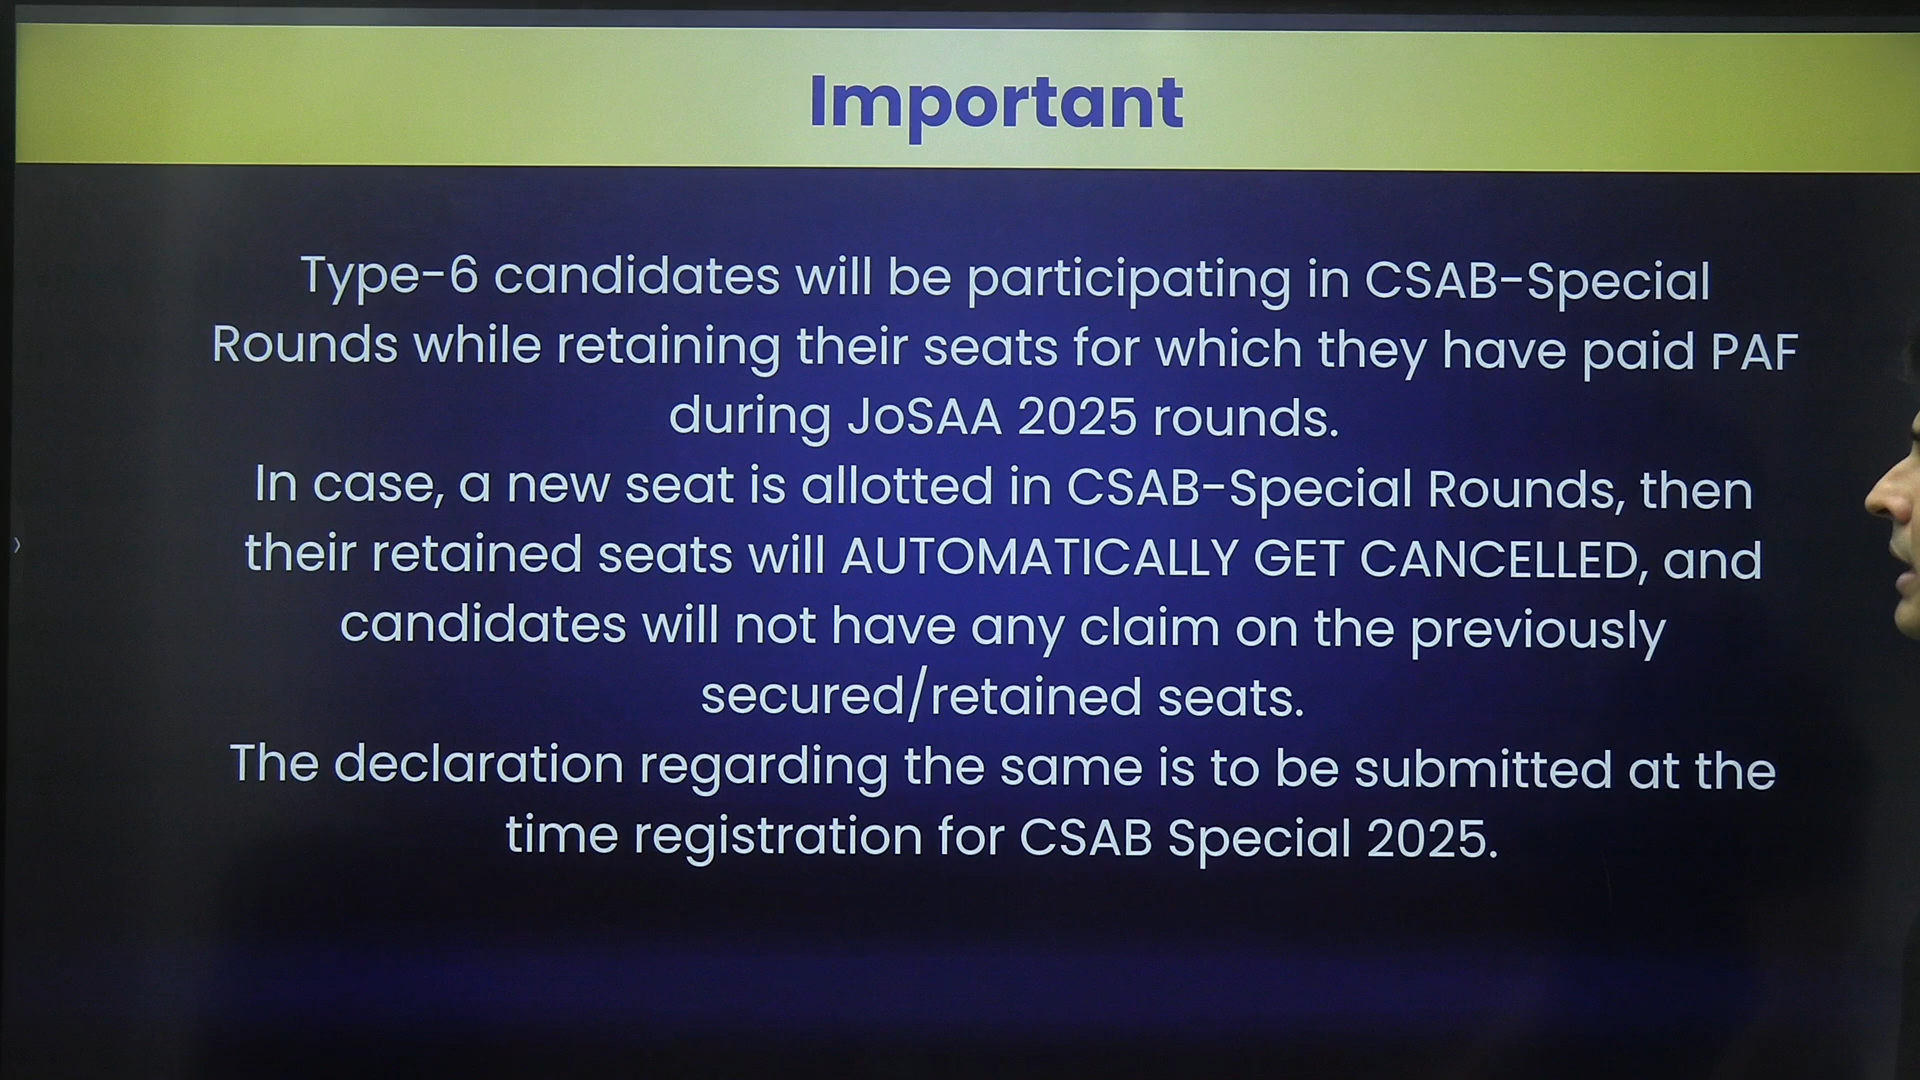 Important
Type-6 candidates will be participating in CSAB-Special
Rounds while retaining their seats for which they have paid PAF
during JoSAA 2025 rounds.
In case, a new seat is allotted in CSAB-Special Rounds, then
their retained seats will AUTOMATICALLY GET CANCELLED, and
candidates will not have any claim on the previously
secured/retained seats.
The declaration regarding the same is to be submitted at the
time registration for CSAB Special 2025.